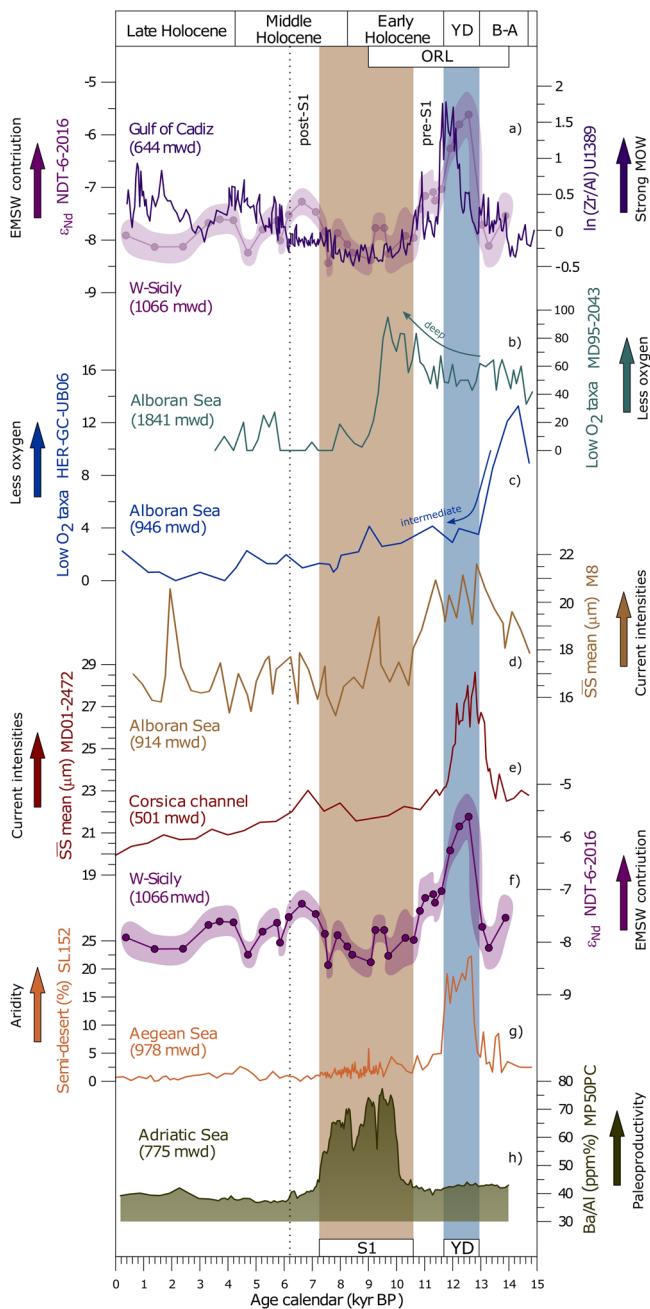 Late Holocene
Middle
Holocene
Early
Holocene
YD
B-A
ORL
-5
-6
-7
-8
-9
EMSW contriution
εNd NDT-6-2016
Gulf of Cadiz
(644 mwd)
post-S1
pre-S1
a)
2
1.5
1
0.5
0
-0.5
ln (Zr/Al) U1389
Strong MOW
W-Sicily
(1066 mwd)
b)
deep
100
80
60
40
20
0
Low O2 taxa MD95-2043
Less oxygen
Alboran Sea
(1841 mwd)
16
12
8
4
0
Less oxygen
Low O2 taxa HER-GC-UB06
c)
intermediate
Alboran Sea
(946 mwd)
22
20
18
16
SS mean (μm) M8
Current intensities
d)
Alboran Sea
(914 mwd)
29
27
25
23
21
19
Current intensities
SS mean (μm) MD01-2472
e)
Corsica channel
(501 mwd)
-5
-6
-7
-8
-9
εNd NDT-6-2016
EMSW contriution
f)
W-Sicily
(1066 mwd)
25
20
15
10
5
0
Aridity
Semi-desert (%) SL152
g)
Aegean Sea
(978 mwd)
80
70
60
50
40
30
Ba/Al (ppm%) MP50PC
Paleoproductivity
h)
Adriatic Sea
(775 mwd)
S1
YD
0 1 2 3 4 5 6 7 8 9 10 11 12 13 14 15
Age calendar (kyr BP)